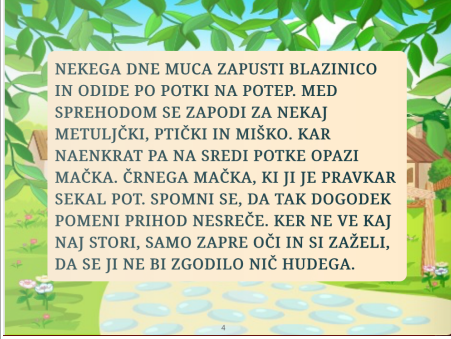 NEKEGA DNE MUCA ZAPUSTI BLAZINICO
IN ODIDE PO POTKI NA POTEP. MED
SPREHODOM SE ZAPODI ZA NEKAJ
METULJČKI, PTIČKI IN MIŠKO. KAR
NAENKRAT PA NA SREDI POTKE OPAZI
MAČKA. ČRNEGA MAČKA, KI JI JE PRAVKAR
SEKAL POT. SPOMNI SE, DA TAK DOGODEK
POMENI PRIHOD NESREČE. KER NE VE KAJ
NAJ STORI, SAMO ZAPRE OČI IN SI ZAŽELI,
DA SE JI NE BI ZGODILO NIČ HUDEGA.
4